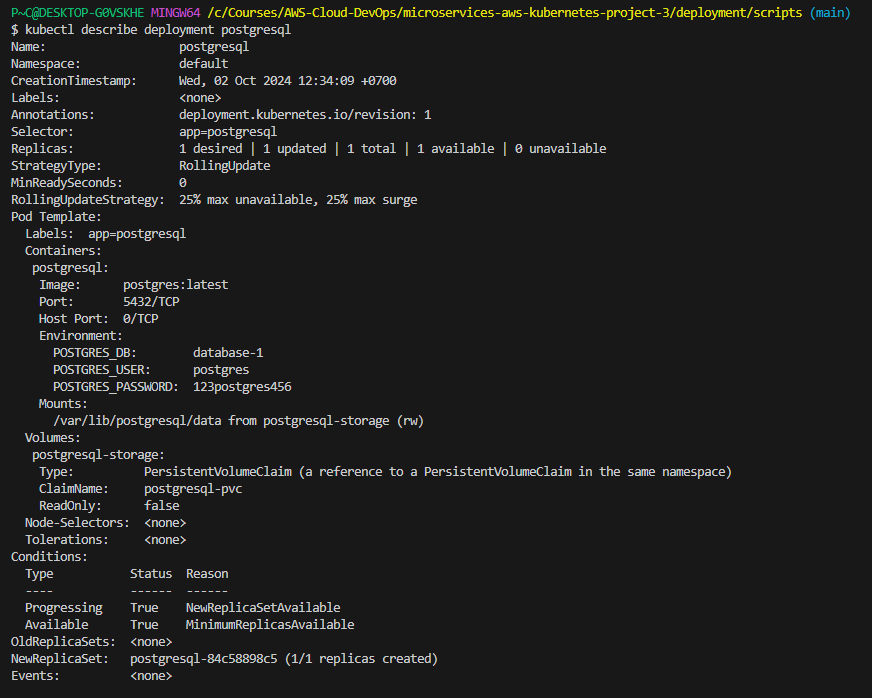 P~C@DESKTOP-G0VSKHE MINGW64 /c/Courses/AWS-Cloud-DevOps/microservices-aws-kubernetes-project-3/deployment/scripts (main)
$ kubectl describe deployment postgresql
Name:                   postgresql
Namespace:              default
CreationTimestamp:      Wed, 02 Oct 2024 12:34:09 +0700
Labels:                 <none>
Annotations:            deployment.kubernetes.io/revision: 1
Selector:               app=postgresql
Replicas:               1 desired | 1 updated | 1 total | 1 available | 0 unavailable
StrategyType:           RollingUpdate
MinReadySeconds:        0
RollingUpdateStrategy:  25% max unavailable, 25% max surge
Pod Template:
  Labels:  app=postgresql
  Containers:
   postgresql:
    Image:      postgres:latest
    Port:       5432/TCP
    Host Port:  0/TCP
    Environment:
      POSTGRES_DB:        database-1
      POSTGRES_USER:      postgres
      POSTGRES_PASSWORD:  123postgres456
    Mounts:
      /var/lib/postgresql/data from postgresql-storage (rw)
  Volumes:
   postgresql-storage:
    Type:          PersistentVolumeClaim (a reference to a PersistentVolumeClaim in the same namespace)
    ClaimName:     postgresql-pvc
    ReadOnly:      false
  Node-Selectors:  <none>
  Tolerations:     <none>
Conditions:
  Type           Status  Reason
  ----           ------  ------
  Progressing    True    NewReplicaSetAvailable
  Available      True    MinimumReplicasAvailable
OldReplicaSets:  <none>
NewReplicaSet:   postgresql-84c58898c5 (1/1 replicas created)
Events:          <none>